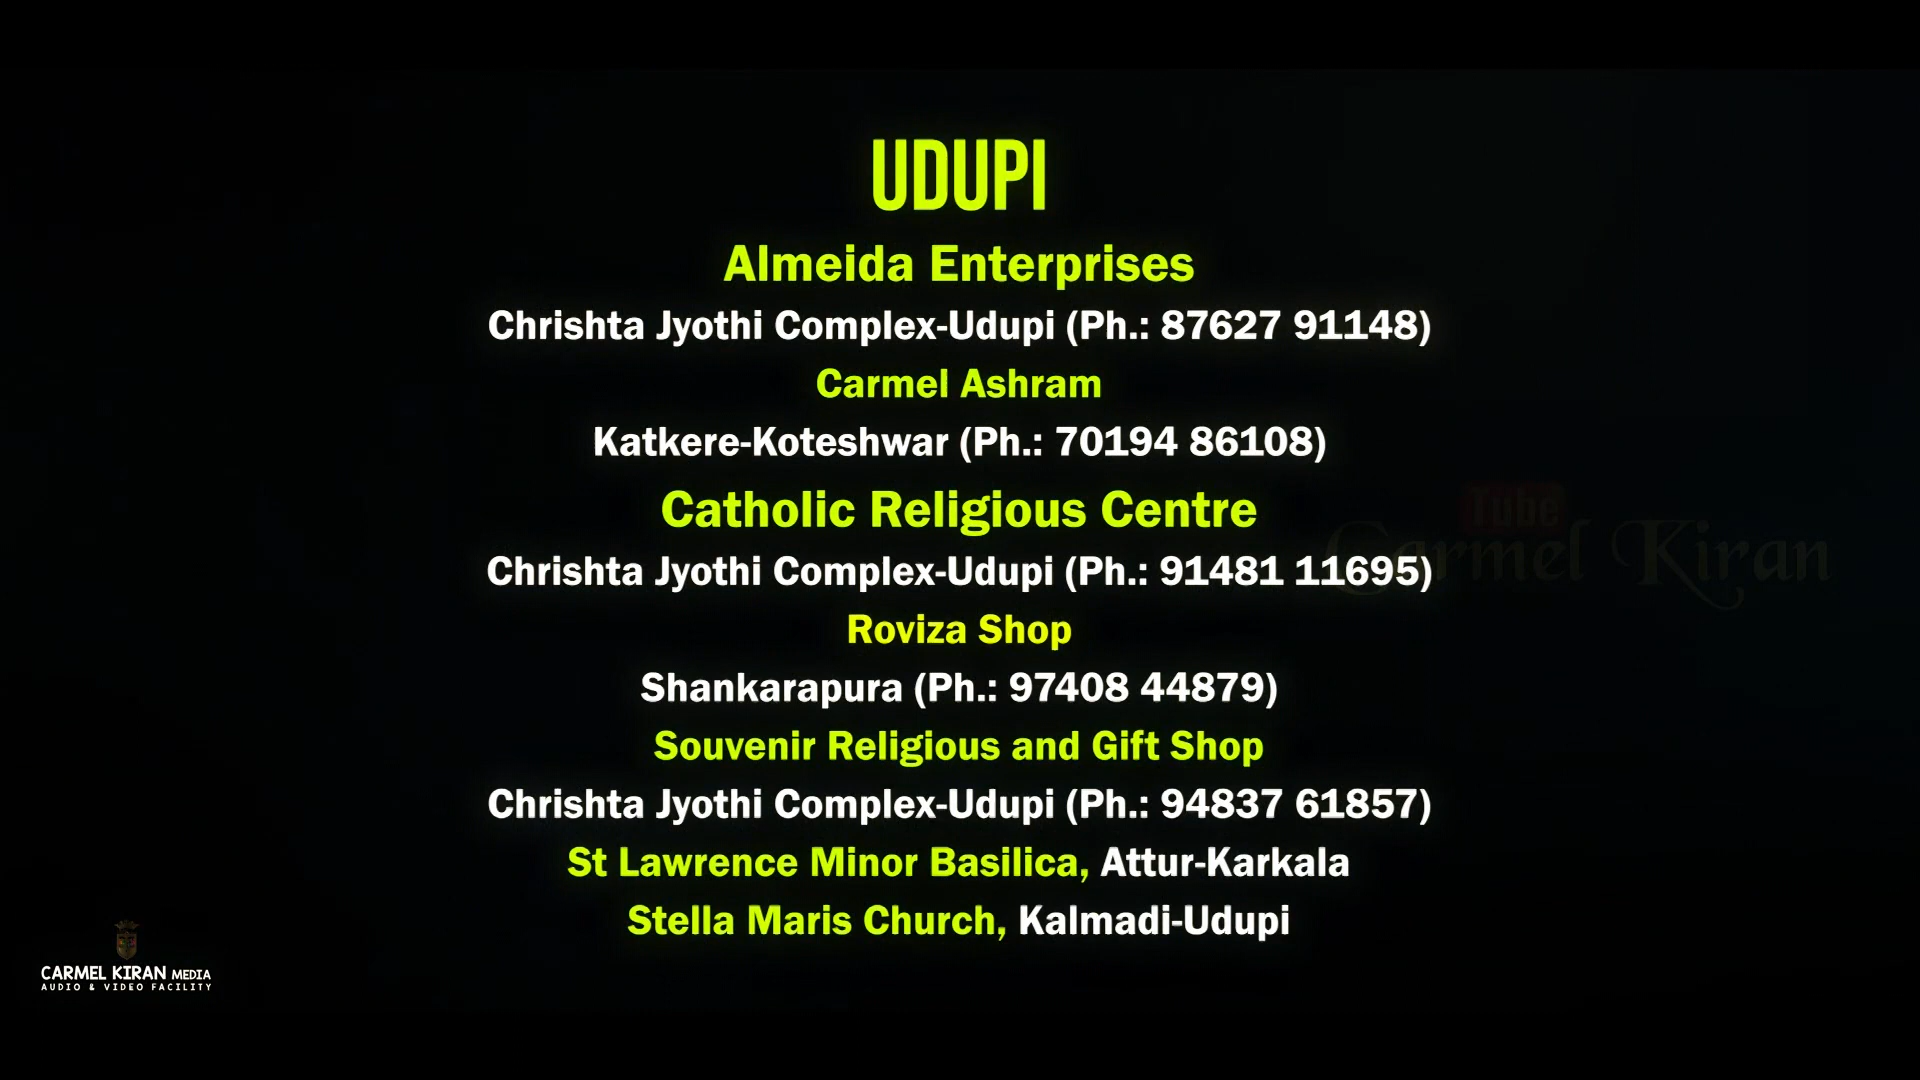 UDUPI
Almeida Enterprises
Chrishta Jyothi Complex-Udupi (Ph.: 87627 91148)
Carmel Ashram
Katkere-Koteshwar (Ph.: 70194 86108)
Catholic Religious Centre
Chrishta Jyothi Complex-Udupi (Ph.: 91481 11695)
Roviza Shop
Shankarapura (Ph.: 97408 44879)
Souvenir Religious and Gift Shop
Chrishta Jyothi Complex-Udupi (Ph.: 94837 61857)
St Lawrence Minor Basilica, Attur-Karkala
Stella Maris Church, Kalmadi-Udupi
Tube
Carmel Kiran
CARMEL KIRAN MEDIA
AUDIO & VIDEO FACILITY